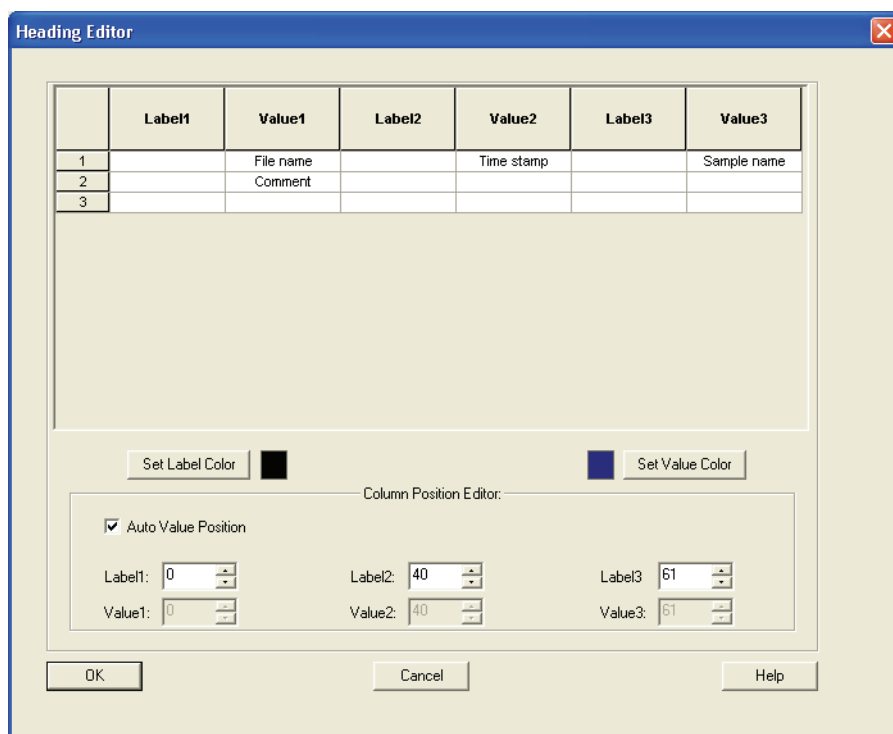 Heading Editor
Label1 Value1 Label2 Value2 Label3 Value3
1 File name Time stamp Sample name
2 Comment
3
Set Label Color Set Value Color
Column Position Editor:
Auto Value Position
Label1: 0 Label2: 40 Label3 61
Value1: 0 Value2: 40 Value3: 61
OK Cancel Help